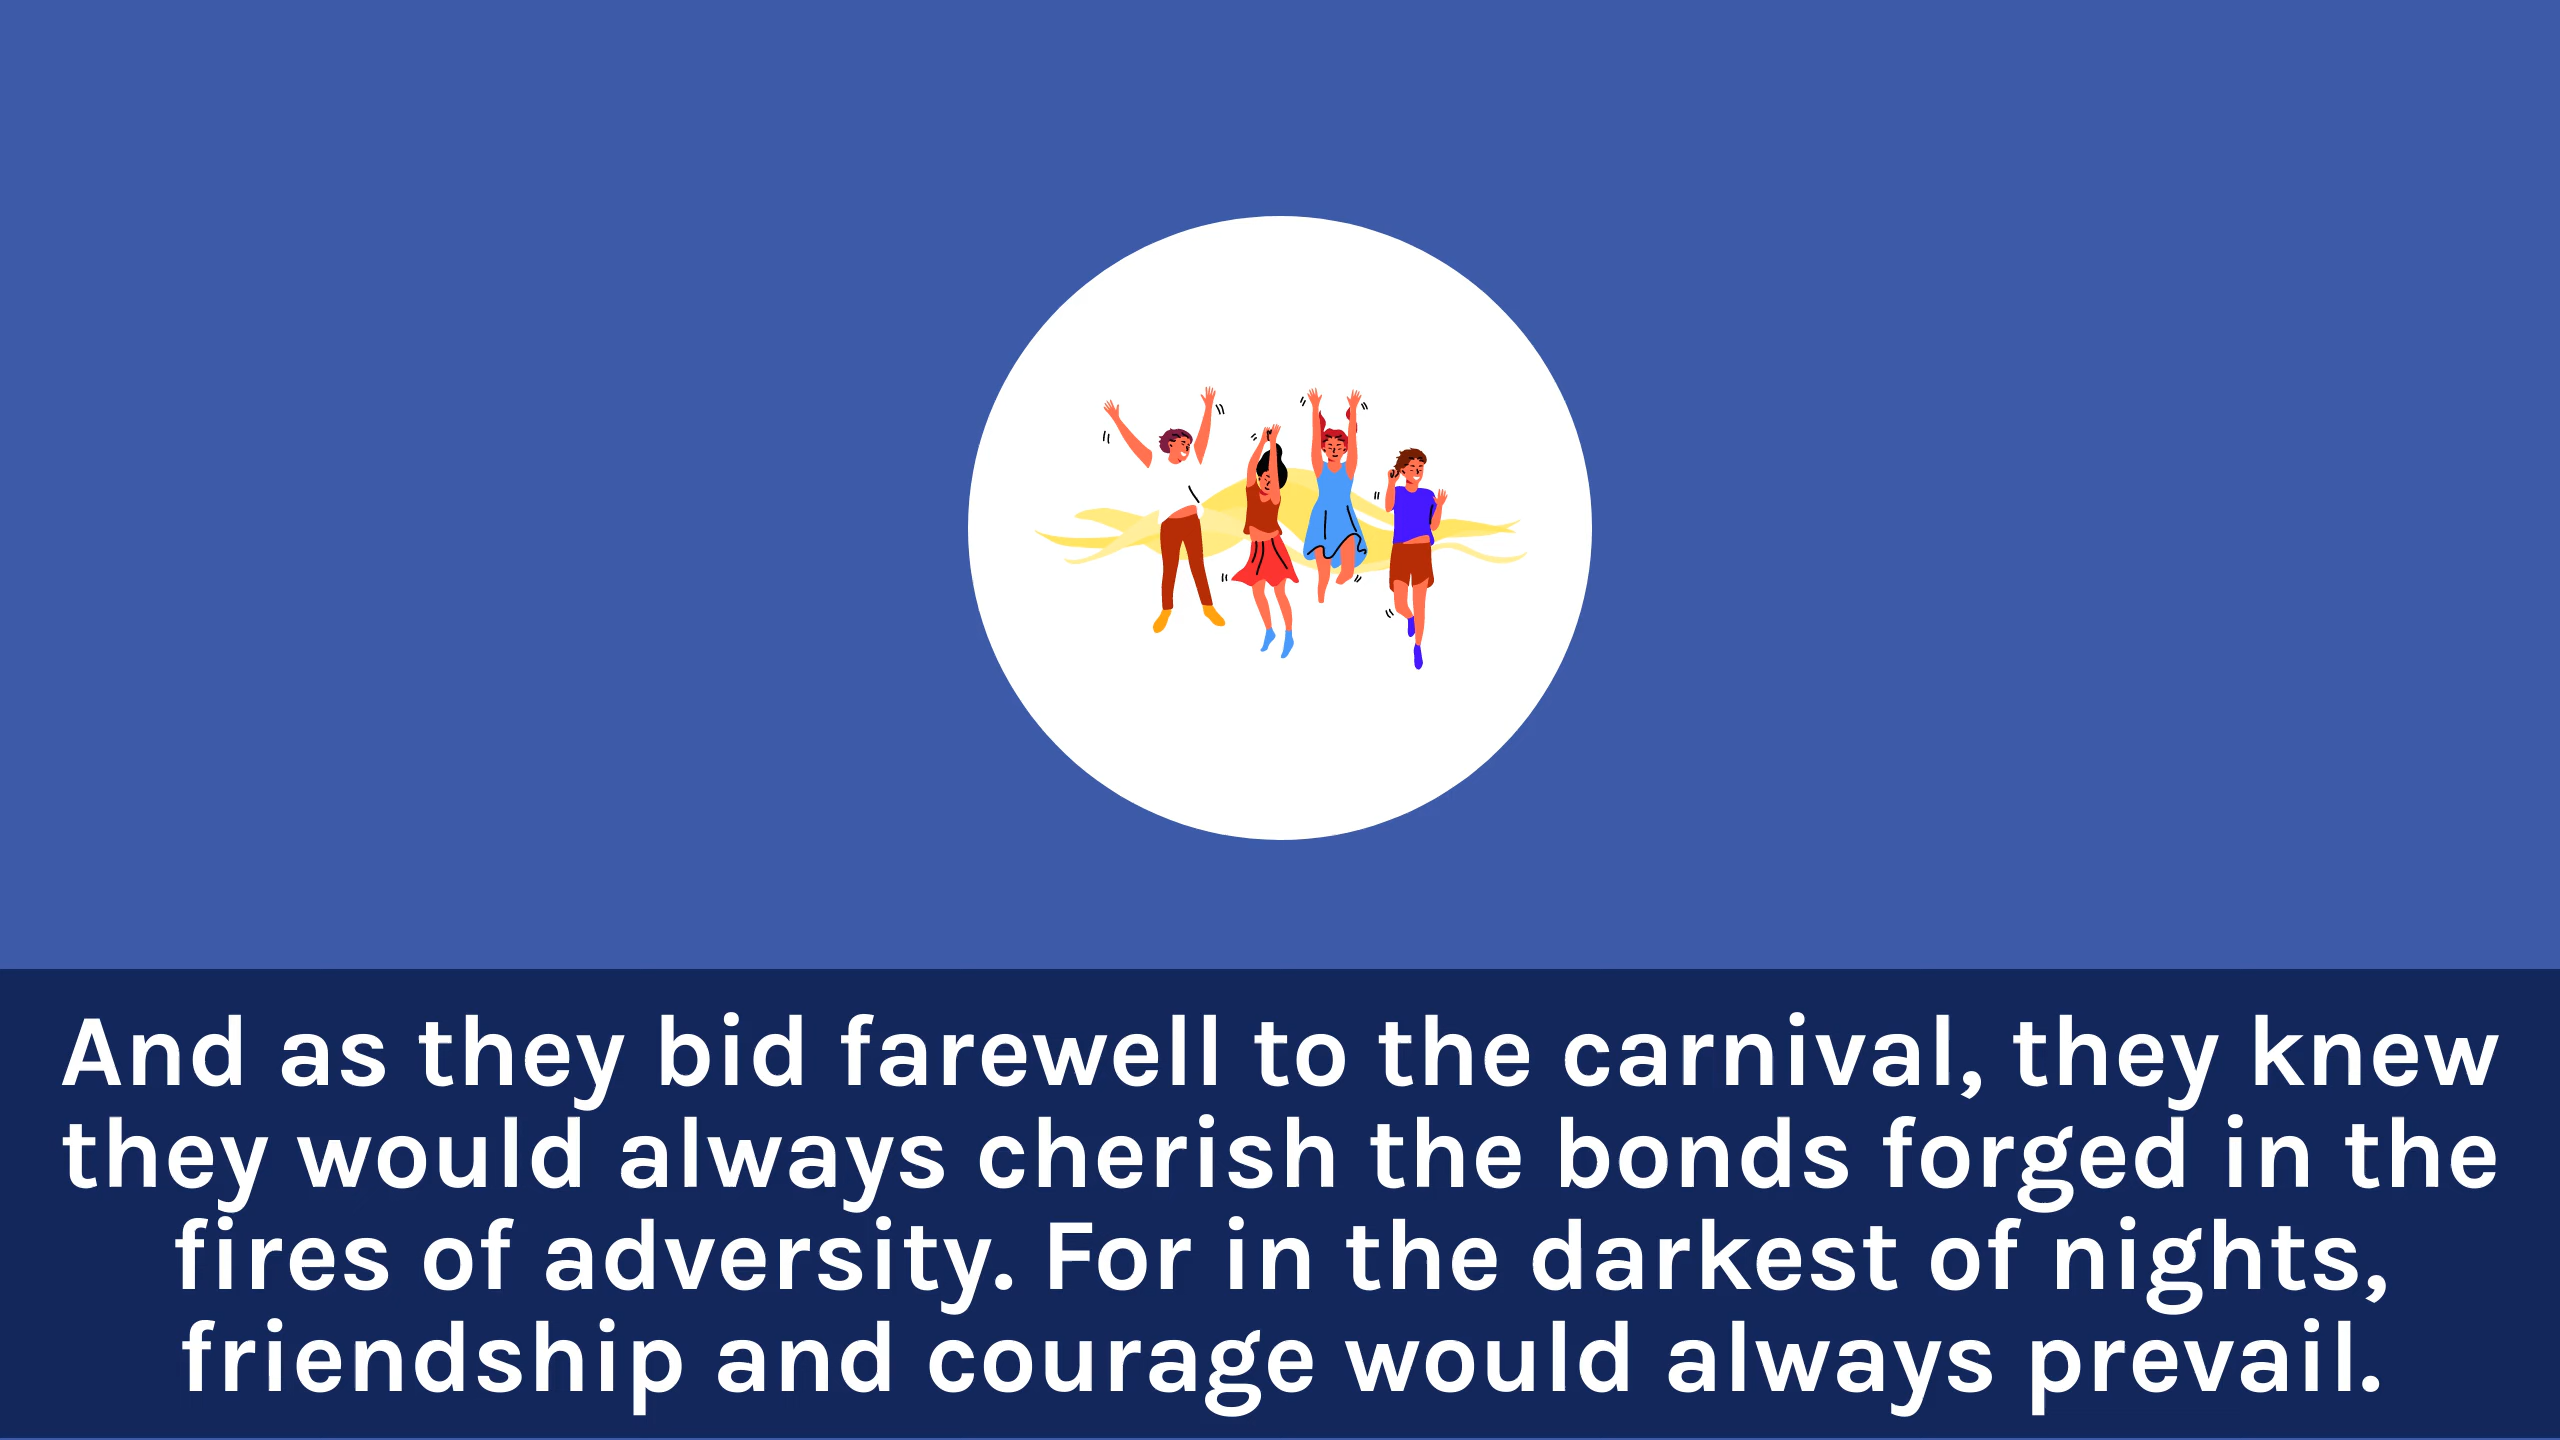 And as they bid farewell to the carnival, they knew
they would always cherish the bonds forged in the
fires of adversity. For in the darkest of nights,
friendship and courage would always prevail.